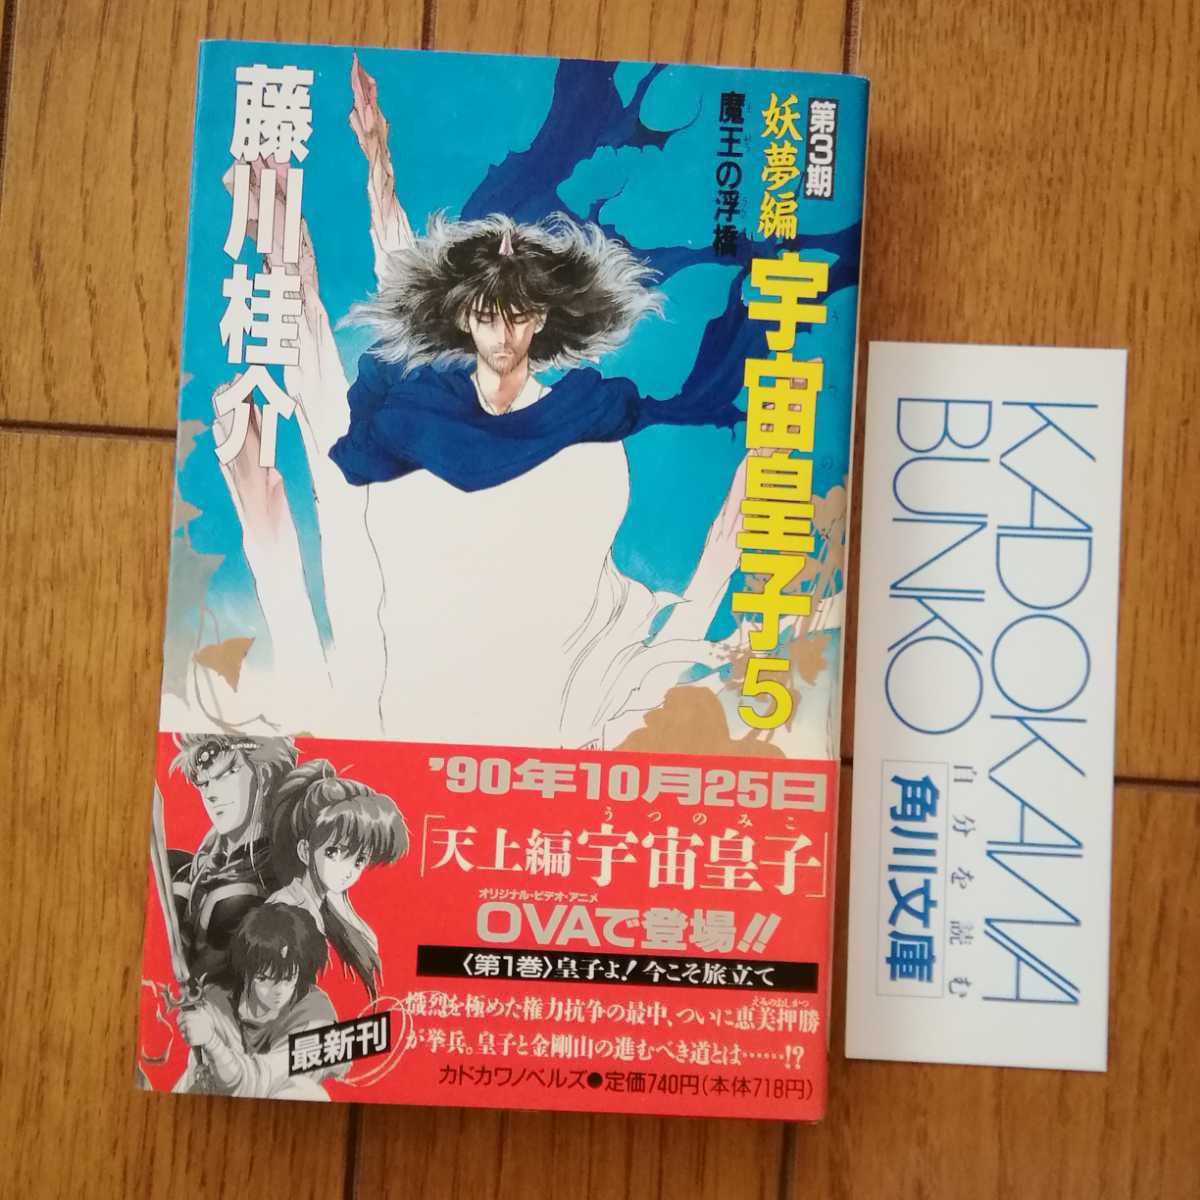 第3期
妖夢編
宇宙皇子5
魔王の浮橋
藤川桂介
'90年10月25日
うつのみこ
「天上編宇宙皇子」
オリジナル・ビデオ・アニメ
OVAで登場!!
〈第1巻〉皇子よ!今こそ旅立て
えみのおしかつ
熾烈を極めた権力抗争の最中、ついに恵美押勝
が挙兵。皇子と金剛山の進むべき道とは……!?
最新刊
カドカワノベルズ●定価740円(本体718円)
KADOKAWA
BUNKO
自分を読む
角川文庫